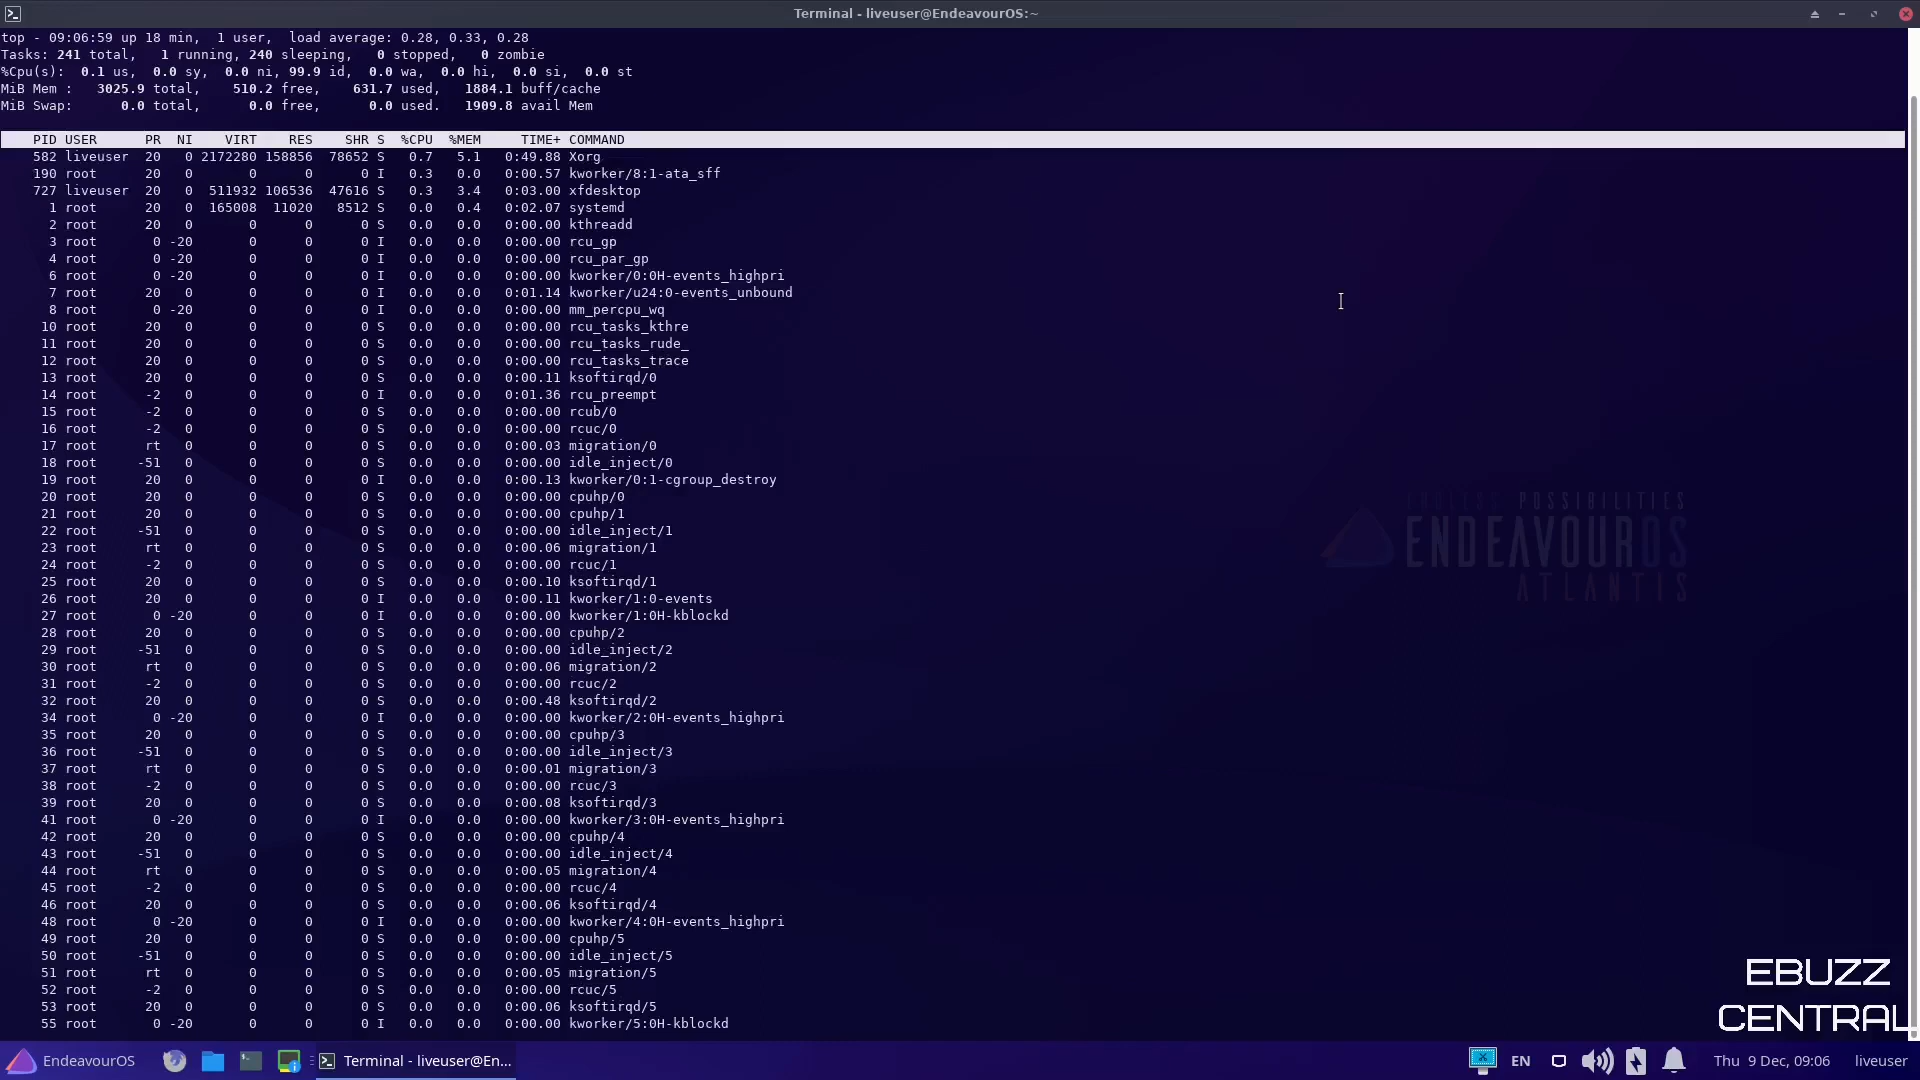 Terminal - liveuser@EndeavourOS:~
top - 09:06:59 up 18 min,  1 user,  load average: 0.28, 0.33, 0.28
Tasks: 241 total,   1 running, 240 sleeping,   0 stopped,   0 zombie
%Cpu(s):  0.1 us,  0.0 sy,  0.0 ni, 99.9 id,  0.0 wa,  0.0 hi,  0.0 si,  0.0 st
MiB Mem :   3025.9 total,    510.2 free,    631.7 used,   1884.1 buff/cache
MiB Swap:      0.0 total,      0.0 free,      0.0 used.   1909.8 avail Mem
PID USER PR NI VIRT RES SHR S %CPU %MEM TIME+ COMMAND
582 liveuser 20 0 2172280 158856 78652 S 0.7 5.1 0:49.88 Xorg
190 root 20 0 0 0 0 I 0.3 0.0 0:00.57 kworker/8:1-ata_sff
727 liveuser 20 0 511932 106536 47616 S 0.3 3.4 0:03.00 xfdesktop
1 root 20 0 165008 11020 8512 S 0.0 0.4 0:02.07 systemd
2 root 20 0 0 0 0 S 0.0 0.0 0:00.00 kthreadd
3 root 0 -20 0 0 0 I 0.0 0.0 0:00.00 rcu_gp
4 root 0 -20 0 0 0 I 0.0 0.0 0:00.00 rcu_par_gp
6 root 0 -20 0 0 0 I 0.0 0.0 0:00.00 kworker/0:0H-events_highpri
7 root 20 0 0 0 0 I 0.0 0.0 0:01.14 kworker/u24:0-events_unbound
8 root 0 -20 0 0 0 I 0.0 0.0 0:00.00 mm_percpu_wq
10 root 20 0 0 0 0 S 0.0 0.0 0:00.00 rcu_tasks_kthre
11 root 20 0 0 0 0 S 0.0 0.0 0:00.00 rcu_tasks_rude_
12 root 20 0 0 0 0 S 0.0 0.0 0:00.00 rcu_tasks_trace
13 root 20 0 0 0 0 S 0.0 0.0 0:00.11 ksoftirqd/0
14 root -2 0 0 0 0 I 0.0 0.0 0:01.36 rcu_preempt
15 root -2 0 0 0 0 S 0.0 0.0 0:00.00 rcub/0
16 root -2 0 0 0 0 S 0.0 0.0 0:00.00 rcuc/0
17 root rt 0 0 0 0 S 0.0 0.0 0:00.03 migration/0
18 root -51 0 0 0 0 S 0.0 0.0 0:00.00 idle_inject/0
19 root 20 0 0 0 0 I 0.0 0.0 0:00.13 kworker/0:1-cgroup_destroy
20 root 20 0 0 0 0 S 0.0 0.0 0:00.00 cpuhp/0
21 root 20 0 0 0 0 S 0.0 0.0 0:00.00 cpuhp/1
22 root -51 0 0 0 0 S 0.0 0.0 0:00.00 idle_inject/1
23 root rt 0 0 0 0 S 0.0 0.0 0:00.06 migration/1
24 root -2 0 0 0 0 S 0.0 0.0 0:00.00 rcuc/1
25 root 20 0 0 0 0 S 0.0 0.0 0:00.10 ksoftirqd/1
26 root 20 0 0 0 0 I 0.0 0.0 0:00.11 kworker/1:0-events
27 root 0 -20 0 0 0 I 0.0 0.0 0:00.00 kworker/1:0H-kblockd
28 root 20 0 0 0 0 S 0.0 0.0 0:00.00 cpuhp/2
29 root -51 0 0 0 0 S 0.0 0.0 0:00.00 idle_inject/2
30 root rt 0 0 0 0 S 0.0 0.0 0:00.06 migration/2
31 root -2 0 0 0 0 S 0.0 0.0 0:00.00 rcuc/2
32 root 20 0 0 0 0 S 0.0 0.0 0:00.48 ksoftirqd/2
34 root 0 -20 0 0 0 I 0.0 0.0 0:00.00 kworker/2:0H-events_highpri
35 root 20 0 0 0 0 S 0.0 0.0 0:00.00 cpuhp/3
36 root -51 0 0 0 0 S 0.0 0.0 0:00.00 idle_inject/3
37 root rt 0 0 0 0 S 0.0 0.0 0:00.01 migration/3
38 root -2 0 0 0 0 S 0.0 0.0 0:00.00 rcuc/3
39 root 20 0 0 0 0 S 0.0 0.0 0:00.08 ksoftirqd/3
41 root 0 -20 0 0 0 I 0.0 0.0 0:00.00 kworker/3:0H-events_highpri
42 root 20 0 0 0 0 S 0.0 0.0 0:00.00 cpuhp/4
43 root -51 0 0 0 0 S 0.0 0.0 0:00.00 idle_inject/4
44 root rt 0 0 0 0 S 0.0 0.0 0:00.05 migration/4
45 root -2 0 0 0 0 S 0.0 0.0 0:00.00 rcuc/4
46 root 20 0 0 0 0 S 0.0 0.0 0:00.06 ksoftirqd/4
48 root 0 -20 0 0 0 I 0.0 0.0 0:00.00 kworker/4:0H-events_highpri
49 root 20 0 0 0 0 S 0.0 0.0 0:00.00 cpuhp/5
50 root -51 0 0 0 0 S 0.0 0.0 0:00.00 idle_inject/5
51 root rt 0 0 0 0 S 0.0 0.0 0:00.05 migration/5
52 root -2 0 0 0 0 S 0.0 0.0 0:00.00 rcuc/5
53 root 20 0 0 0 0 S 0.0 0.0 0:00.06 ksoftirqd/5
55 root 0 -20 0 0 0 I 0.0 0.0 0:00.00 kworker/5:0H-kblockd
ENDLESS POSSIBILITIES
ENDEAVOUROS
ATLANTIS
EBUZZ
CENTRAL
EndeavourOS
Terminal - liveuser@En...
EN
Thu  9 Dec, 09:06
liveuser